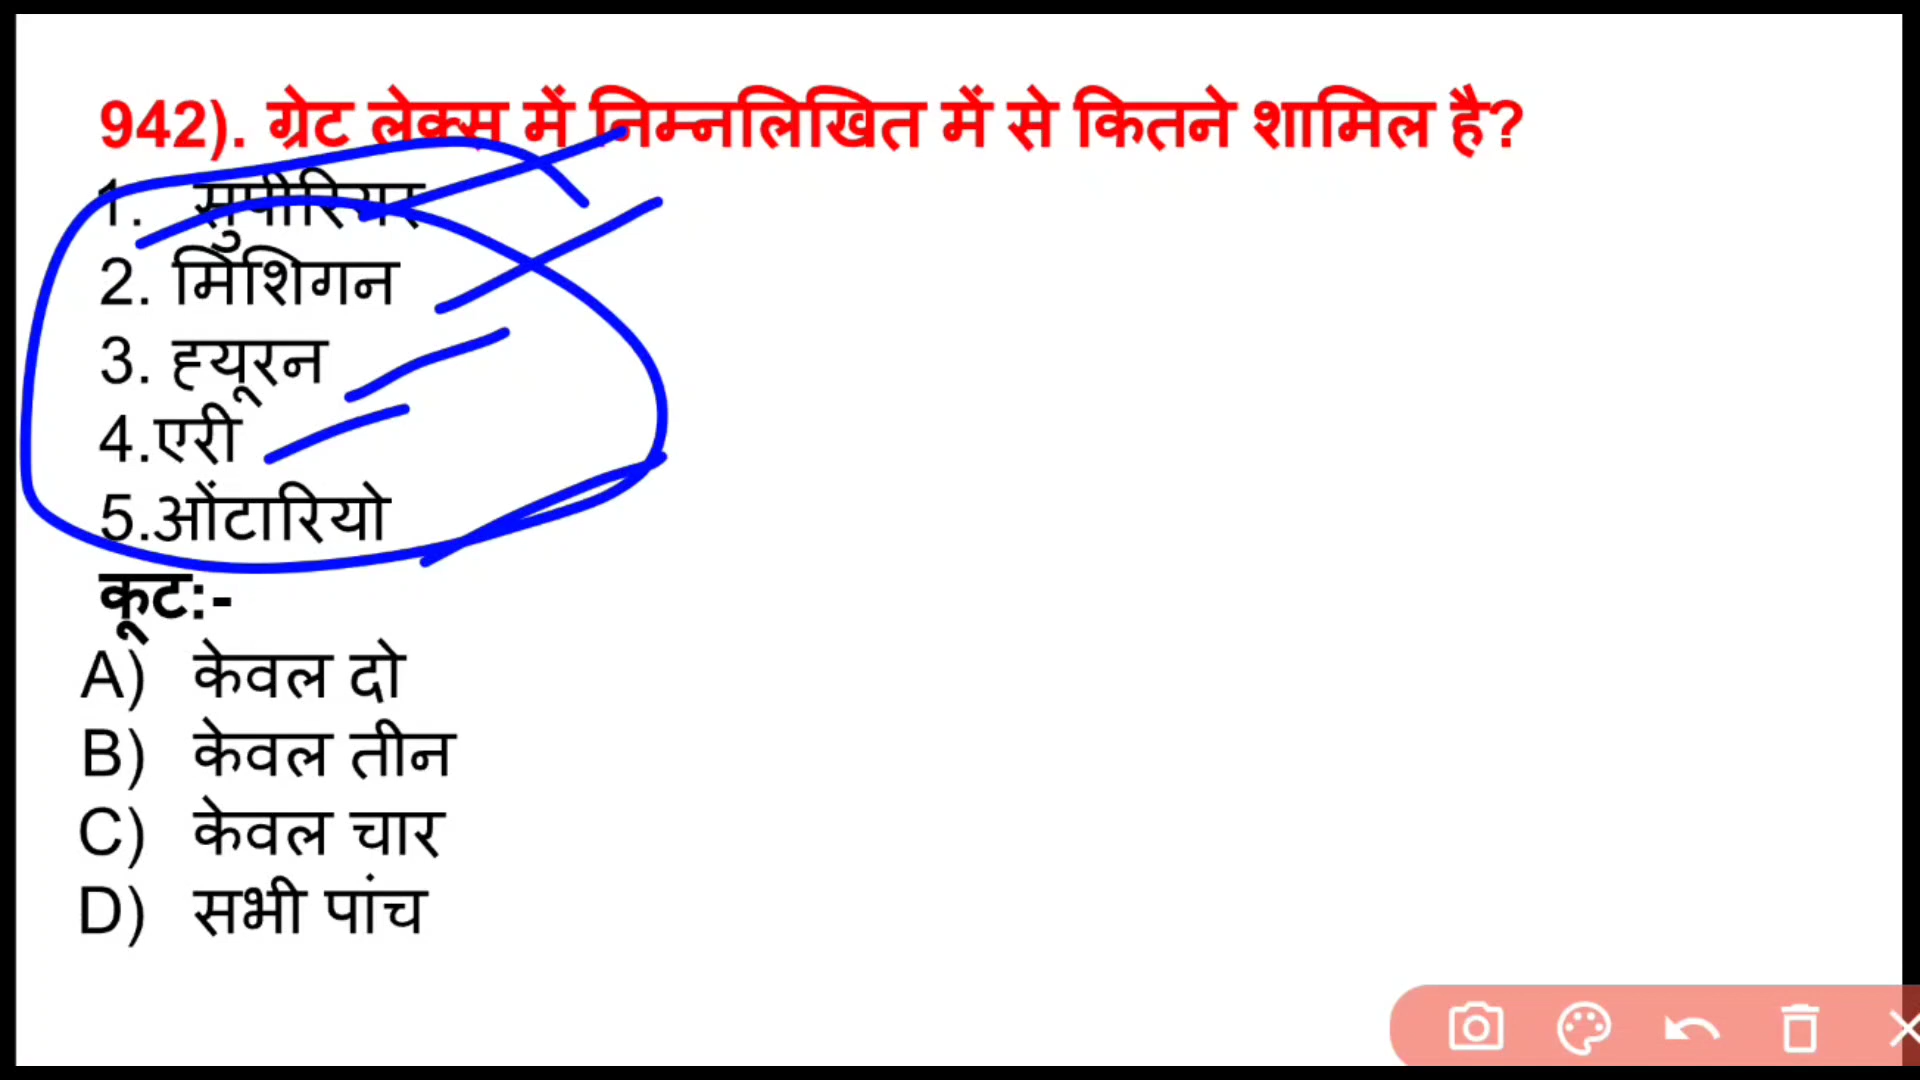 942). ग्रेट लेक्स में निम्नलिखित में से कितने शामिल है?
1. सुपीरियर
2. मिशिगन
3. ह्यूरन
4.एरी
5.ओंटारियो
कूट:-
A) केवल दो
B) केवल तीन
C) केवल चार
D) सभी पांच